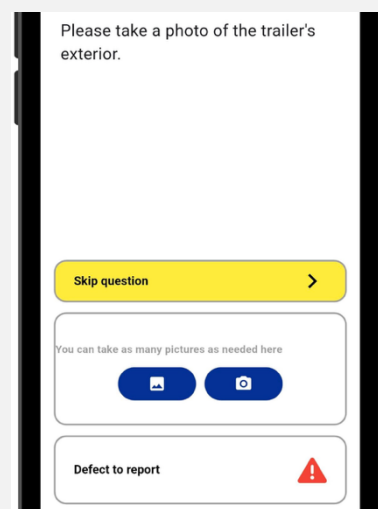 Please take a photo of the trailer's
exterior.
Skip question
You can take as many pictures as needed here
Defect to report